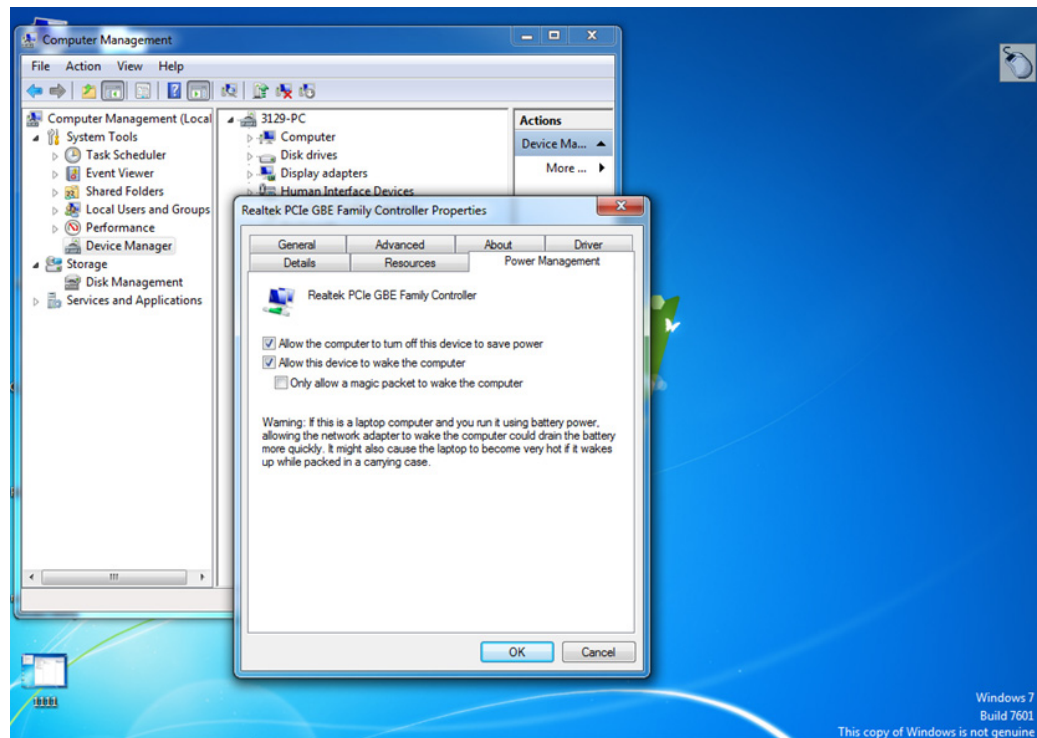 Computer Management
File Action View Help
Computer Management (Local
System Tools
Task Scheduler
Event Viewer
Shared Folders
Local Users and Groups
Performance
Device Manager
Storage
Disk Management
Services and Applications
3129-PC
Computer
Disk drives
Display adapters
Human Interface Devices
Actions
Device Ma...
More ...
Realtek PCIe GBE Family Controller Properties
General Advanced About Driver
Details Resources Power Management
Realtek PCIe GBE Family Controller
Allow the computer to turn off this device to save power
Allow this device to wake the computer
Only allow a magic packet to wake the computer
Warning: If this is a laptop computer and you run it using battery power,
allowing the network adapter to wake the computer could drain the battery
more quickly. It might also cause the laptop to become very hot if it wakes
up while packed in a carrying case.
OK Cancel
Windows 7
Build 7601
This copy of Windows is not genuine